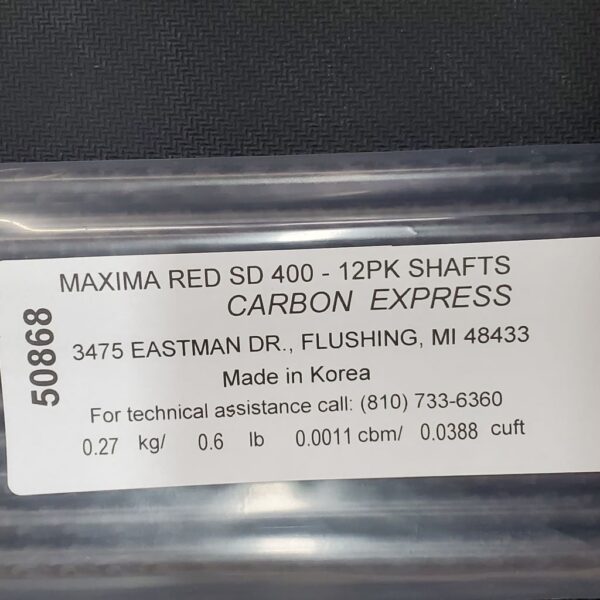 MAXIMA RED SD 400 - 12PK SHAFTS
CARBON EXPRESS
50868
3475 EASTMAN DR., FLUSHING, MI 48433
Made in Korea
For technical assistance call: (810) 733-6360
0.27 kg/ 0.6 lb 0.0011 cbm/ 0.0388 cuft